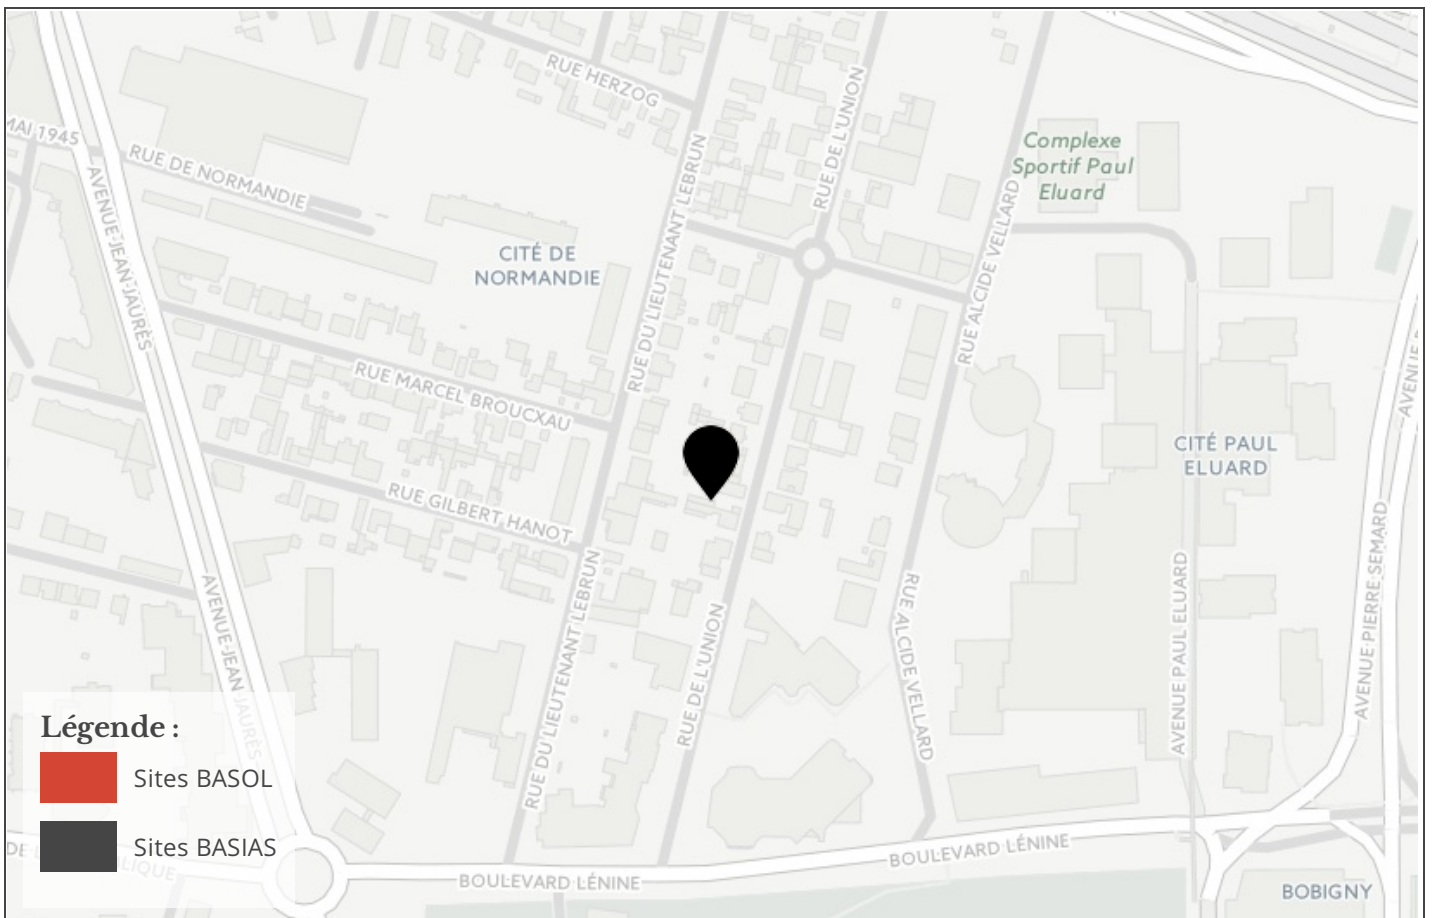 RUE HERZOG
RUE DE L'UNION
MAI 1945
RUE DE NORMANDIE
Complexe
Sportif Paul
Eluard
AVENUE JEAN JAURÈS
RUE DU LIEUTENANT LEBRUN
RUE ALCIDE VELLARD
CITÉ DE
NORMANDIE
RUE MARCEL BROUCXAU
CITÉ PAUL
ELUARD
RUE GILBERT HANOT
AVENUE PIERRE SEMARD
AVENUE PAUL ELUARD
AVENUE JEAN JAURÈS
RUE DU LIEUTENANT LEBRUN
RUE DE L'UNION
RUE ALCIDE VELLARD
Légende :
Sites BASOL
Sites BASIAS
BOULEVARD LÉNINE
BOULEVARD LÉNINE
BOBIGNY